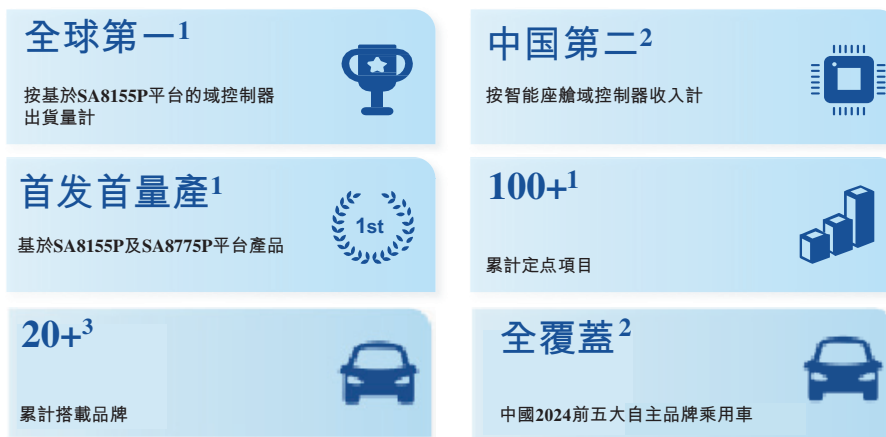 全球第一1
按基於SA8155P平台的域控制器
出貨量計
中国第二2
按智能座艙域控制器收入計
首发首量產1
基於SA8155P及SA8775P平台產品
1st
100+1
累計定点項目
20+3
累計搭載品牌
全覆蓋2
中國2024前五大自主品牌乘用車